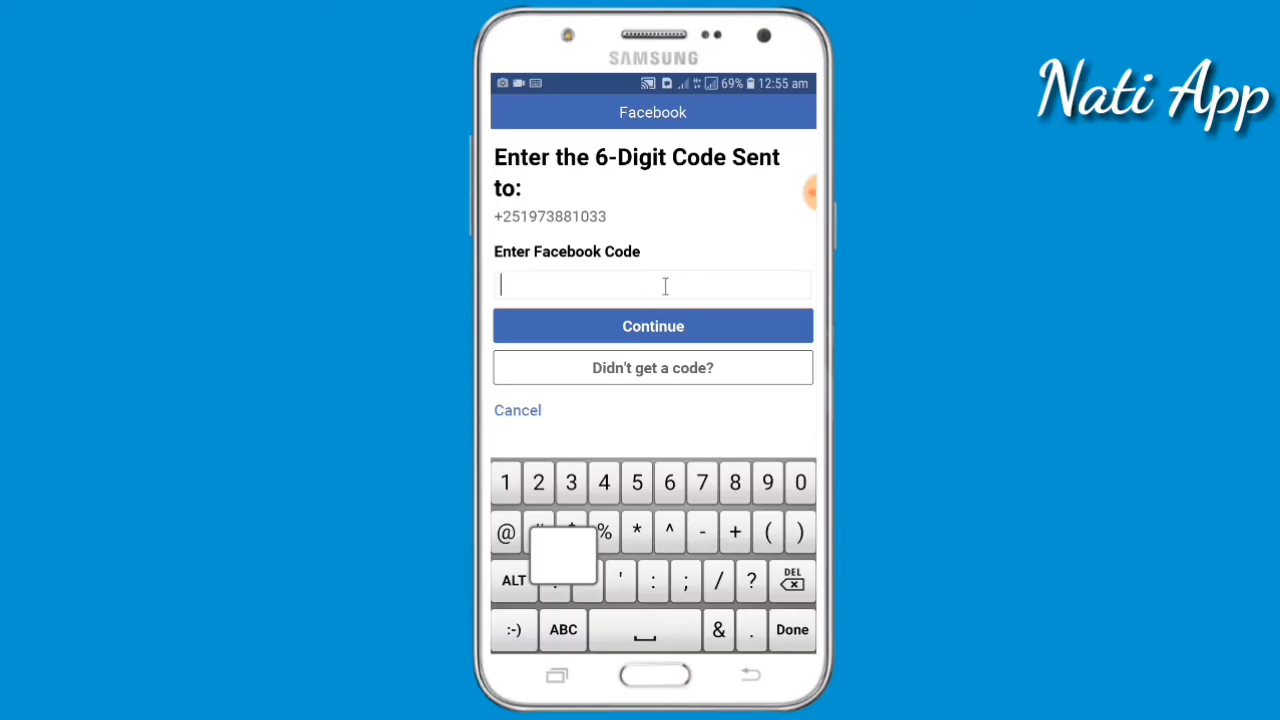 SAMSUNG
69% 12:55 am
Nati App
Facebook
Enter the 6-Digit Code Sent
to:
+251973881033
Enter Facebook Code
Continue
Didn't get a code?
Cancel
1 2 3 4 5 6 7 8 9 0
@ % * ^ - + ( )
ALT ' : ; / ? DEL
:-) ABC & . Done